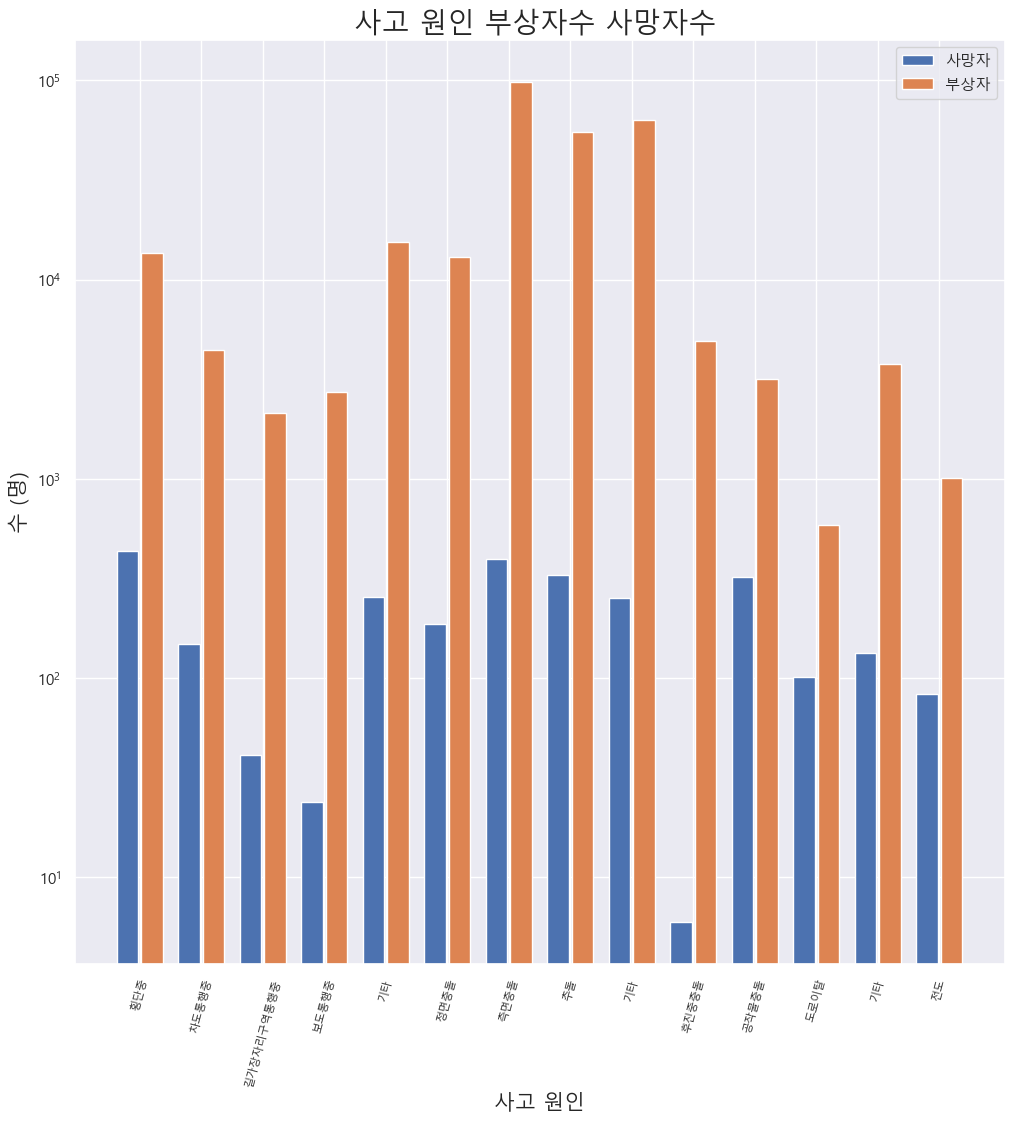 사고 원인 부상자수 사망자수
사망자
부상자
수 (명)
10⁵
10⁴
10³
10²
10¹
횡단중
차도통행중
길가장자리구역통행중
보도통행중
기타
정면충돌
측면충돌
추돌
기타
후진중충돌
공작물충돌
도로이탈
기타
전도
사고 원인